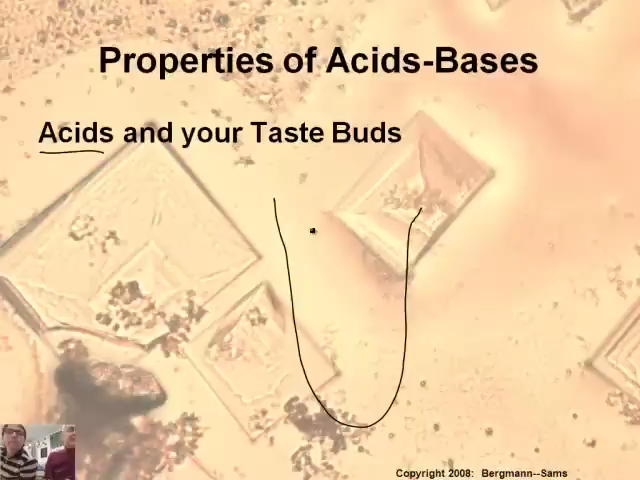 Properties of Acids-Bases
Acids and your Taste Buds
Copyright 2008:  Bergmann--Sams